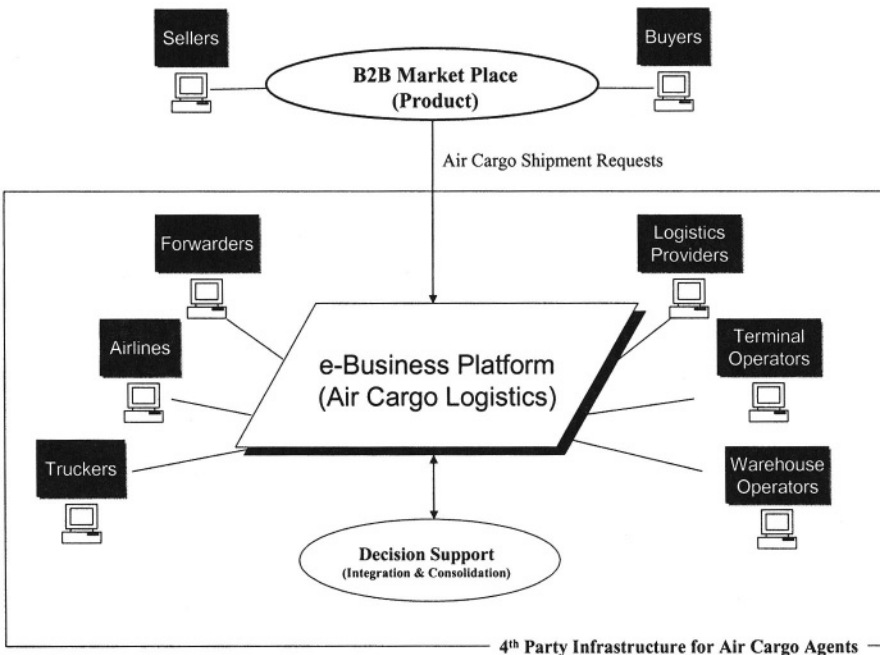 Sellers
Buyers
B2B Market Place
(Product)
Air Cargo Shipment Requests
Forwarders
Logistics
Providers
Airlines
e-Business Platform
(Air Cargo Logistics)
Terminal
Operators
Truckers
Warehouse
Operators
Decision Support
(Integration & Consolidation)
4th Party Infrastructure for Air Cargo Agents